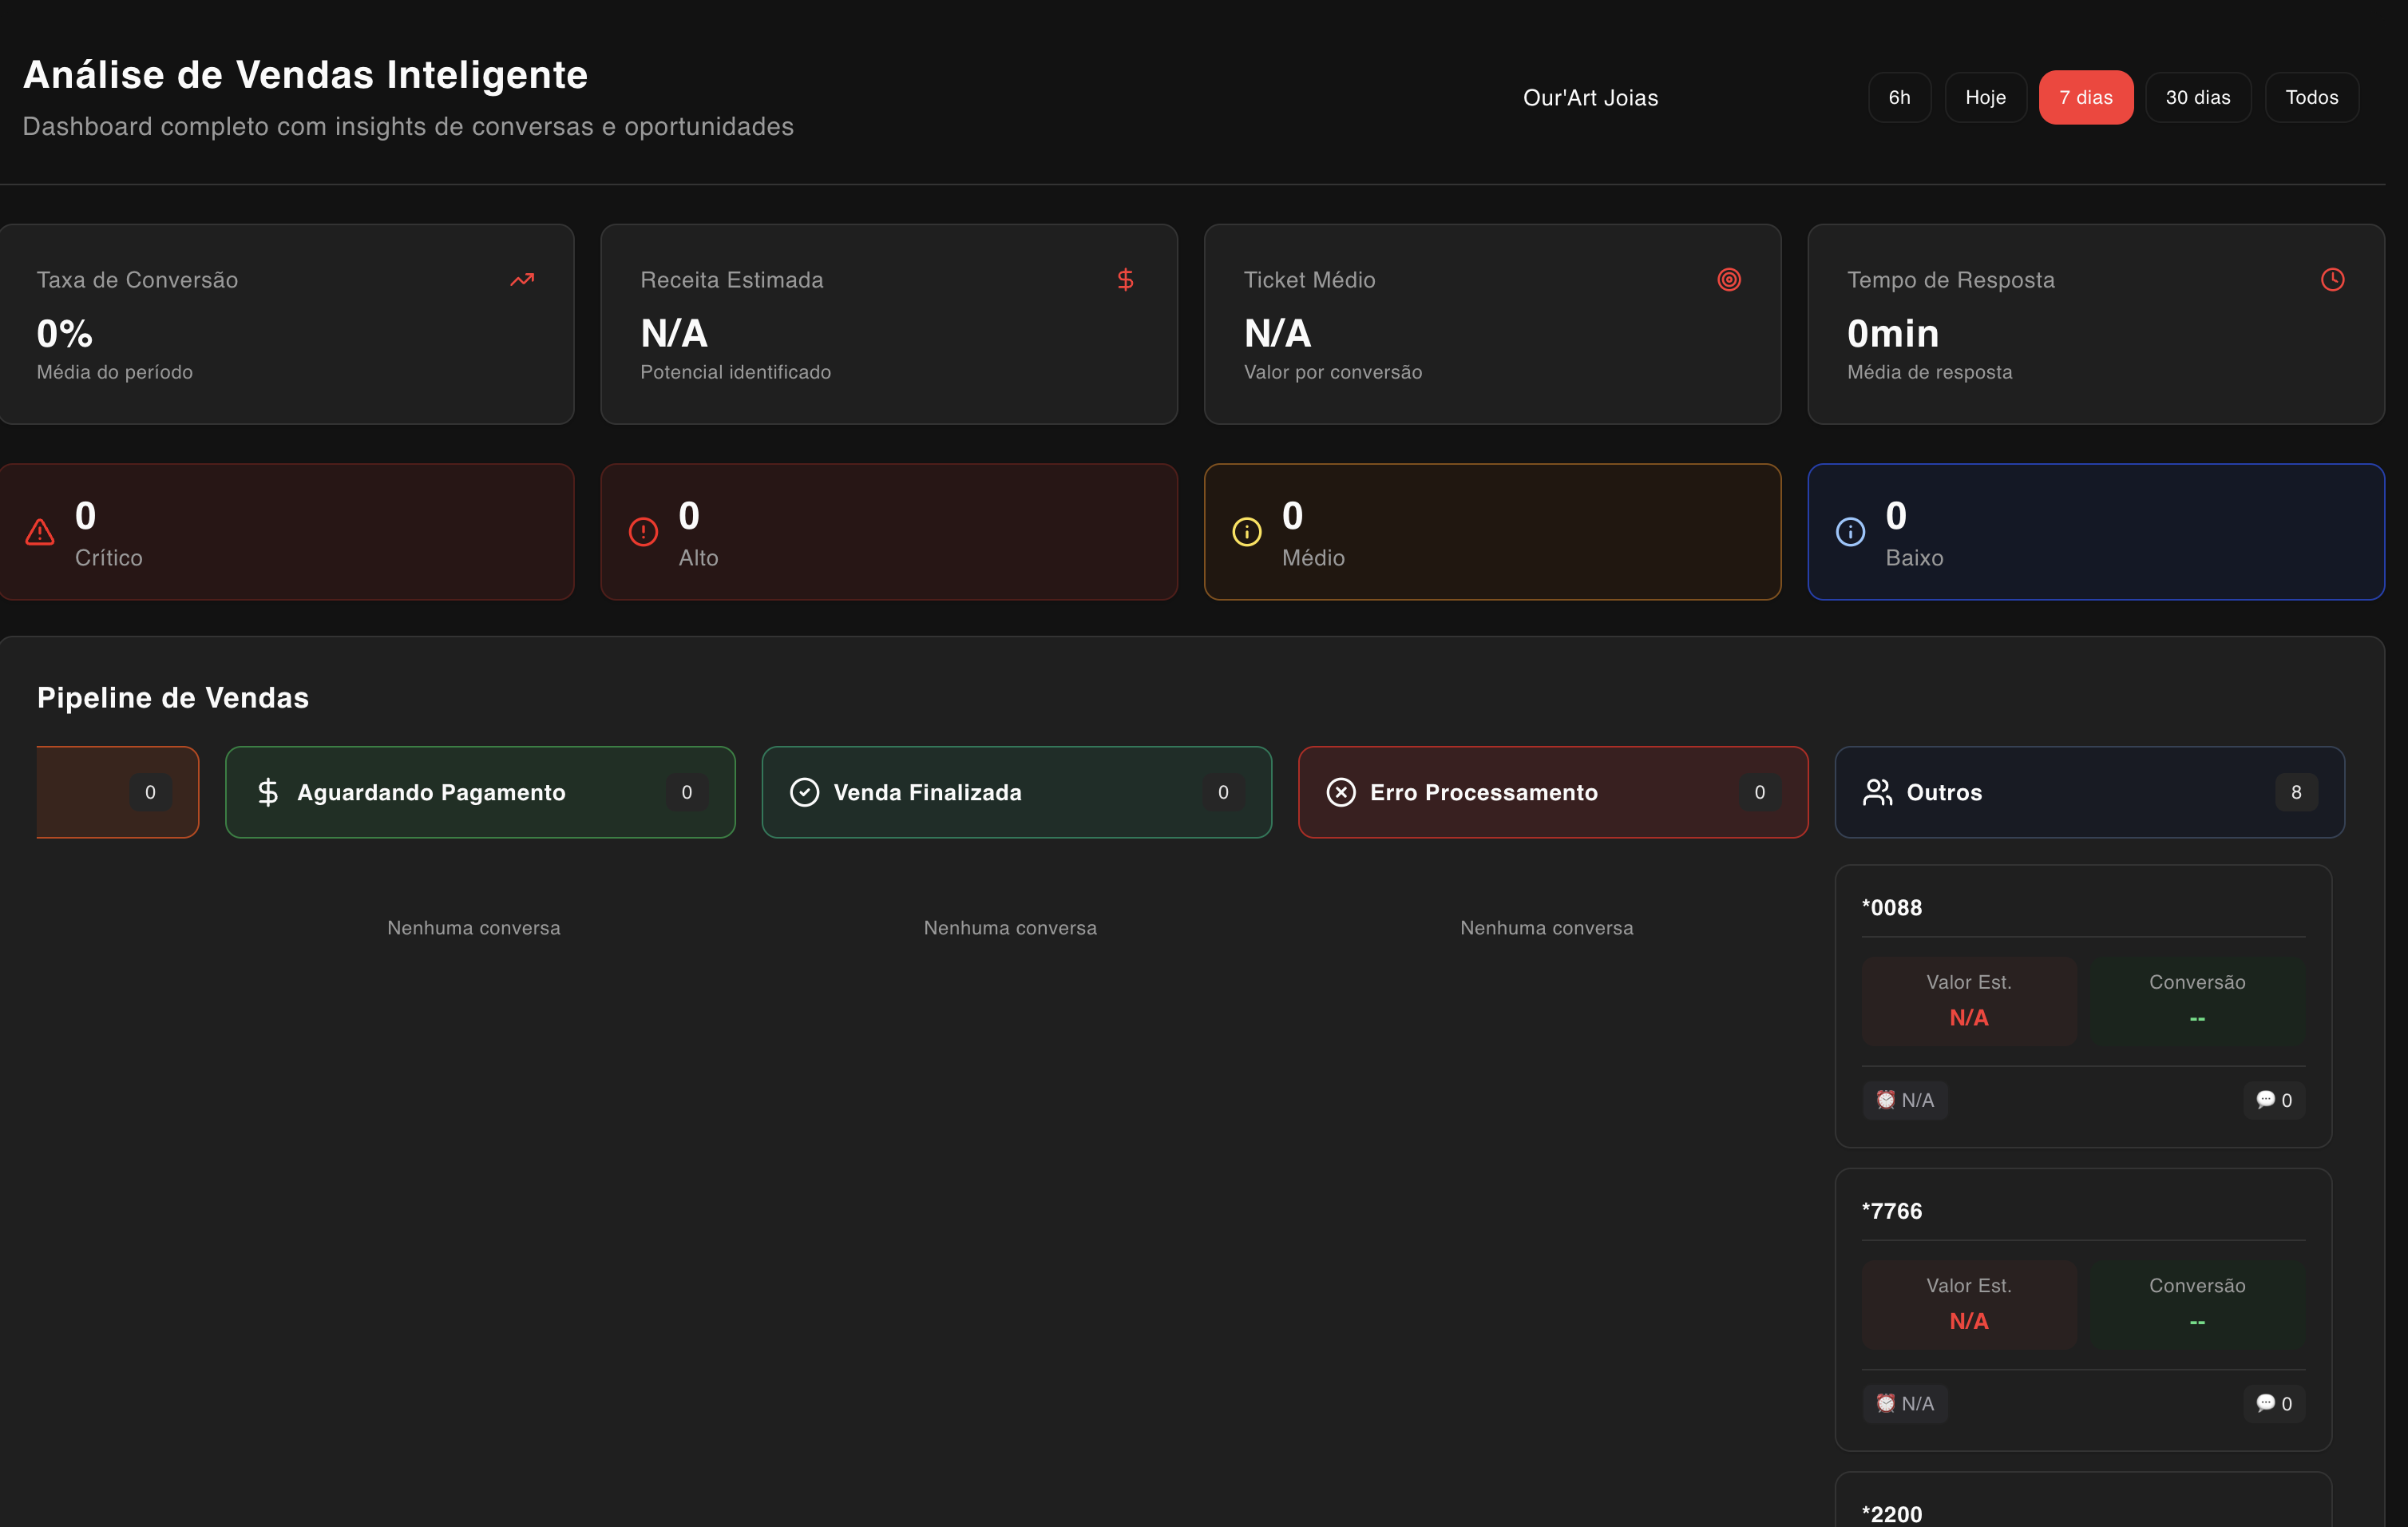 Análise de Vendas Inteligente
Dashboard completo com insights de conversas e oportunidades
Our'Art Joias
6h
Hoje
7 dias
30 dias
Todos
Taxa de Conversão
0%
Média do período
Receita Estimada
N/A
Potencial identificado
Ticket Médio
N/A
Valor por conversão
Tempo de Resposta
0min
Média de resposta
0
Crítico
0
Alto
0
Médio
0
Baixo
Pipeline de Vendas
0
Aguardando Pagamento
0
Venda Finalizada
0
Erro Processamento
0
Outros
8
Nenhuma conversa
Nenhuma conversa
Nenhuma conversa
*0088
Valor Est.
N/A
Conversão
--
N/A
0
*7766
Valor Est.
N/A
Conversão
--
N/A
0
*2200